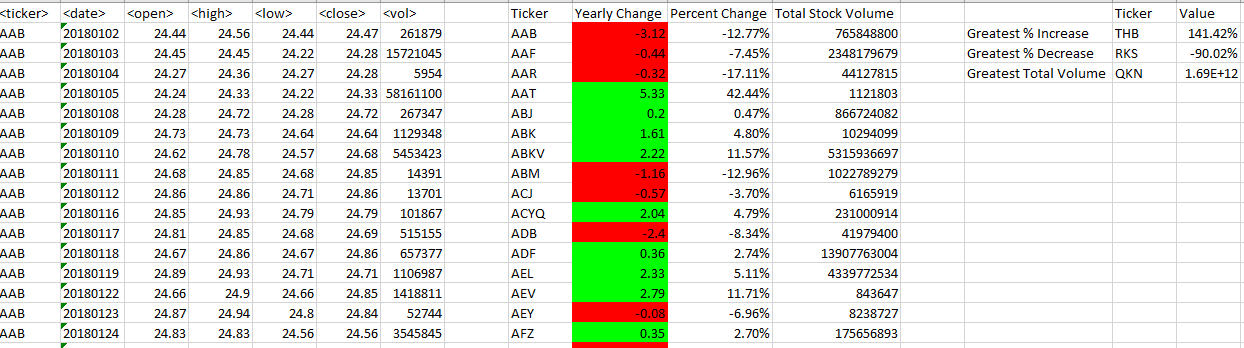 <ticker> <date> <open> <high> <low> <close> <vol> Ticker Yearly Change Percent Change Total Stock Volume Ticker Value
AAB 20180102 24.44 24.56 24.44 24.47 261879 AAB -3.12 -12.77% 765848800 Greatest % Increase THB 141.42%
AAB 20180103 24.45 24.45 24.22 24.28 15721045 AAF -0.44 -7.45% 2348179679 Greatest % Decrease RKS -90.02%
AAB 20180104 24.27 24.36 24.27 24.28 5954 AAR -0.32 -17.11% 44127815 Greatest Total Volume QKN 1.69E+12
AAB 20180105 24.24 24.33 24.22 24.33 58161100 AAT 5.33 42.44% 1121803
AAB 20180108 24.28 24.72 24.28 24.72 267347 ABJ 0.2 0.47% 866724082
AAB 20180109 24.73 24.73 24.64 24.64 1129348 ABK 1.61 4.80% 10294099
AAB 20180110 24.62 24.78 24.57 24.68 5453423 ABKV 2.22 11.57% 5315936697
AAB 20180111 24.68 24.85 24.68 24.85 14391 ABM -1.16 -12.96% 1022789279
AAB 20180112 24.86 24.86 24.71 24.86 13701 ACJ -0.57 -3.70% 6165919
AAB 20180116 24.85 24.93 24.79 24.79 101867 ACYQ 2.04 4.79% 231000914
AAB 20180117 24.81 24.85 24.68 24.69 515155 ADB -2.4 -8.34% 41979400
AAB 20180118 24.67 24.86 24.67 24.86 657377 ADF 0.36 2.74% 13907763004
AAB 20180119 24.89 24.93 24.71 24.71 1106987 AEL 2.33 5.11% 4339772534
AAB 20180122 24.66 24.9 24.66 24.85 1418811 AEV 2.79 11.71% 843647
AAB 20180123 24.87 24.94 24.8 24.84 52744 AEY -0.08 -6.96% 8238727
AAB 20180124 24.83 24.83 24.56 24.56 3545845 AFZ 0.35 2.70% 175656893